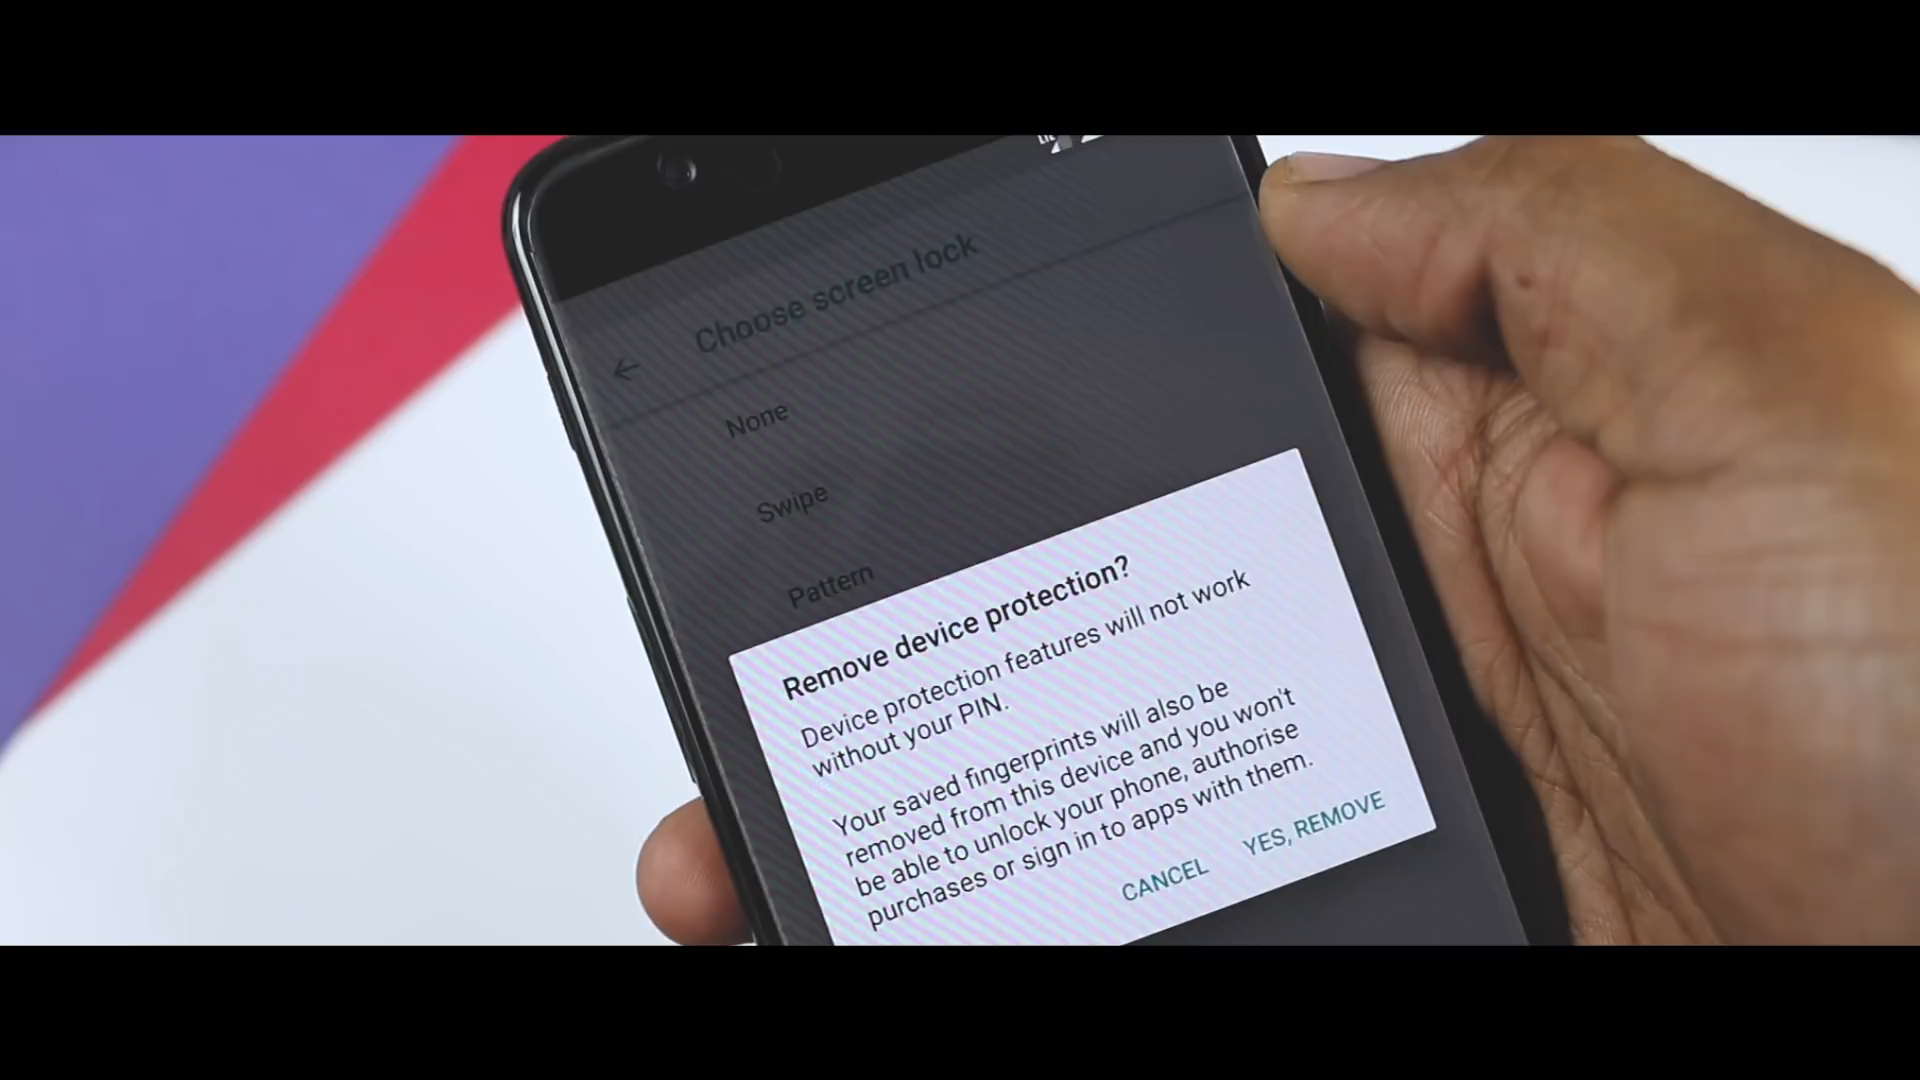 LTE
Choose screen lock
None
Swipe
Pattern
Remove device protection?
Device protection features will not work
without your PIN.
Your saved fingerprints will also be
removed from this device and you won't
be able to unlock your phone, authorise
purchases or sign in to apps with them.
CANCEL YES, REMOVE